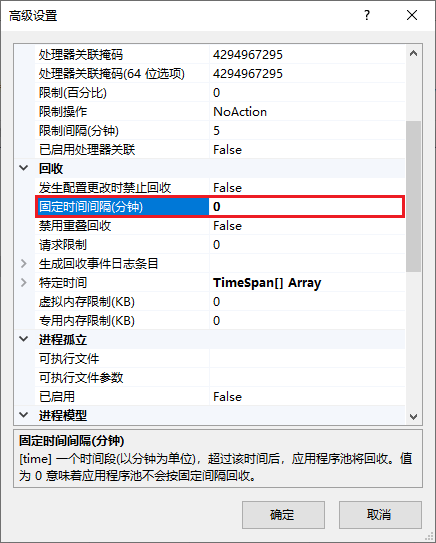 高级设置
处理器关联掩码 4294967295
处理器关联掩码(64 位选项) 4294967295
限制(百分比) 0
限制操作 NoAction
限制间隔(分钟) 5
已启用处理器关联 False
回收
发生配置更改时禁止回收 False
固定时间间隔(分钟) 0
禁用重叠回收 False
请求限制 0
生成回收事件日志条目
特定时间 TimeSpan[] Array
虚拟内存限制(KB) 0
专用内存限制(KB) 0
进程孤立
可执行文件
可执行文件参数
已启用 False
进程模型
固定时间间隔(分钟)
[time] 一个时间段(以分钟为单位)，超过该时间后，应用程序池将回收。值
为 0 意味着应用程序池不会按固定间隔回收。
确定 取消